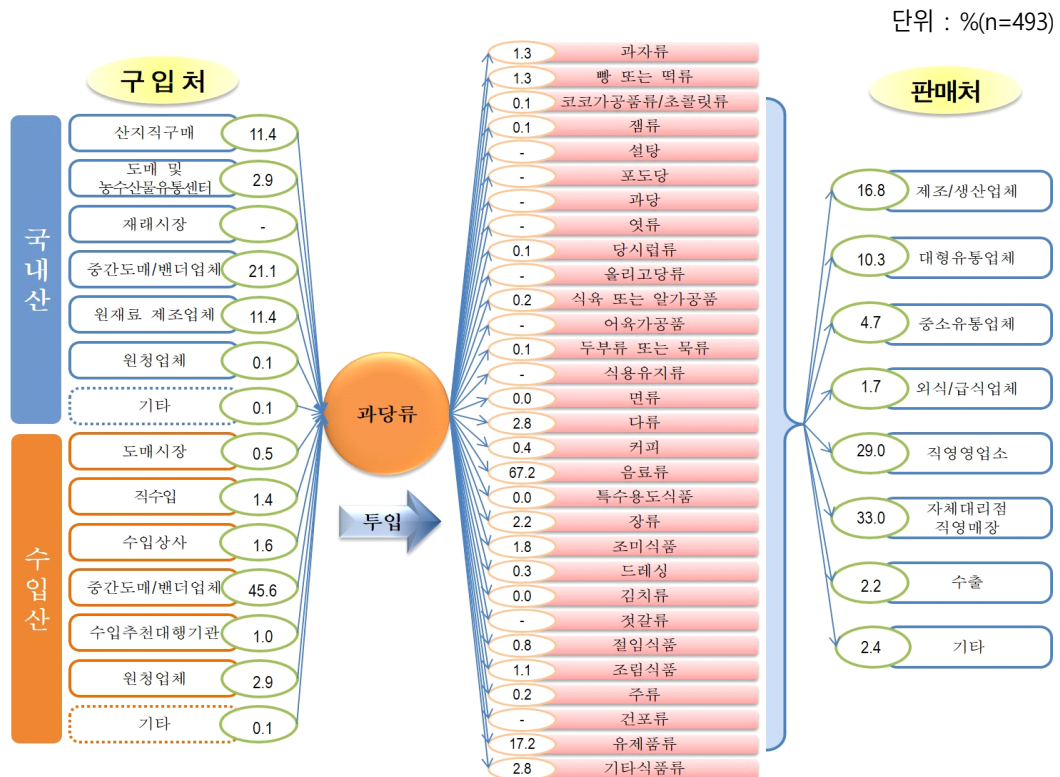 단위 : %(n=493)
구 입 처
국내산
산지직구매 11.4
도매 및
농수산물유통센터 2.9
재래시장 -
중간도매/밴더업체 21.1
원재료 제조업체 11.4
원청업체 0.1
기타 0.1
수입산
도매시장 0.5
직수입 1.4
수입상사 1.6
중간도매/밴더업체 45.6
수입추천대행기관 1.0
원청업체 2.9
기타 0.1
과당류
투입
1.3 과자류
1.3 빵 또는 떡류
0.1 코코가공품류/초콜릿류
0.1 잼류
- 설탕
- 포도당
- 과당
- 엿류
0.1 당시럽류
- 올리고당류
0.2 식육 또는 알가공품
- 어육가공품
0.1 두부류 또는 묵류
- 식용유지류
0.0 면류
2.8 다류
0.4 커피
67.2 음료류
0.0 특수용도식품
2.2 장류
1.8 조미식품
0.3 드레싱
0.0 김치류
- 젓갈류
0.8 절임식품
1.1 조림식품
0.2 주류
- 건포류
17.2 유제품류
2.8 기타식품류
판매처
16.8 제조/생산업체
10.3 대형유통업체
4.7 중소유통업체
1.7 외식/급식업체
29.0 직영영업소
33.0 자체대리점
직영매장
2.2 수출
2.4 기타